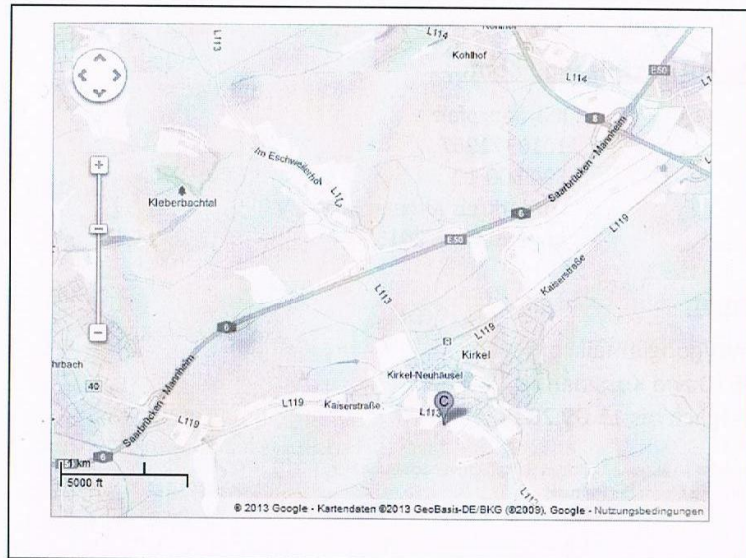 L113
L114
Kohlhof
L114
E50
8
Im Eschweilerhof
Kleberbachtal
Saarbrücken - Mannheim
6
E50
L119
L113
Kaiserstraße
6
L119
Kirkel
Kirkel-Neuhäusel
40
Saarbrücken - Mannheim
L119
Kaiserstraße
C
L113
L119
6
1 km
5000 ft
© 2013 Google - Kartendaten ©2013 GeoBasis-DE/BKG (©2009), Google - Nutzungsbedingungen